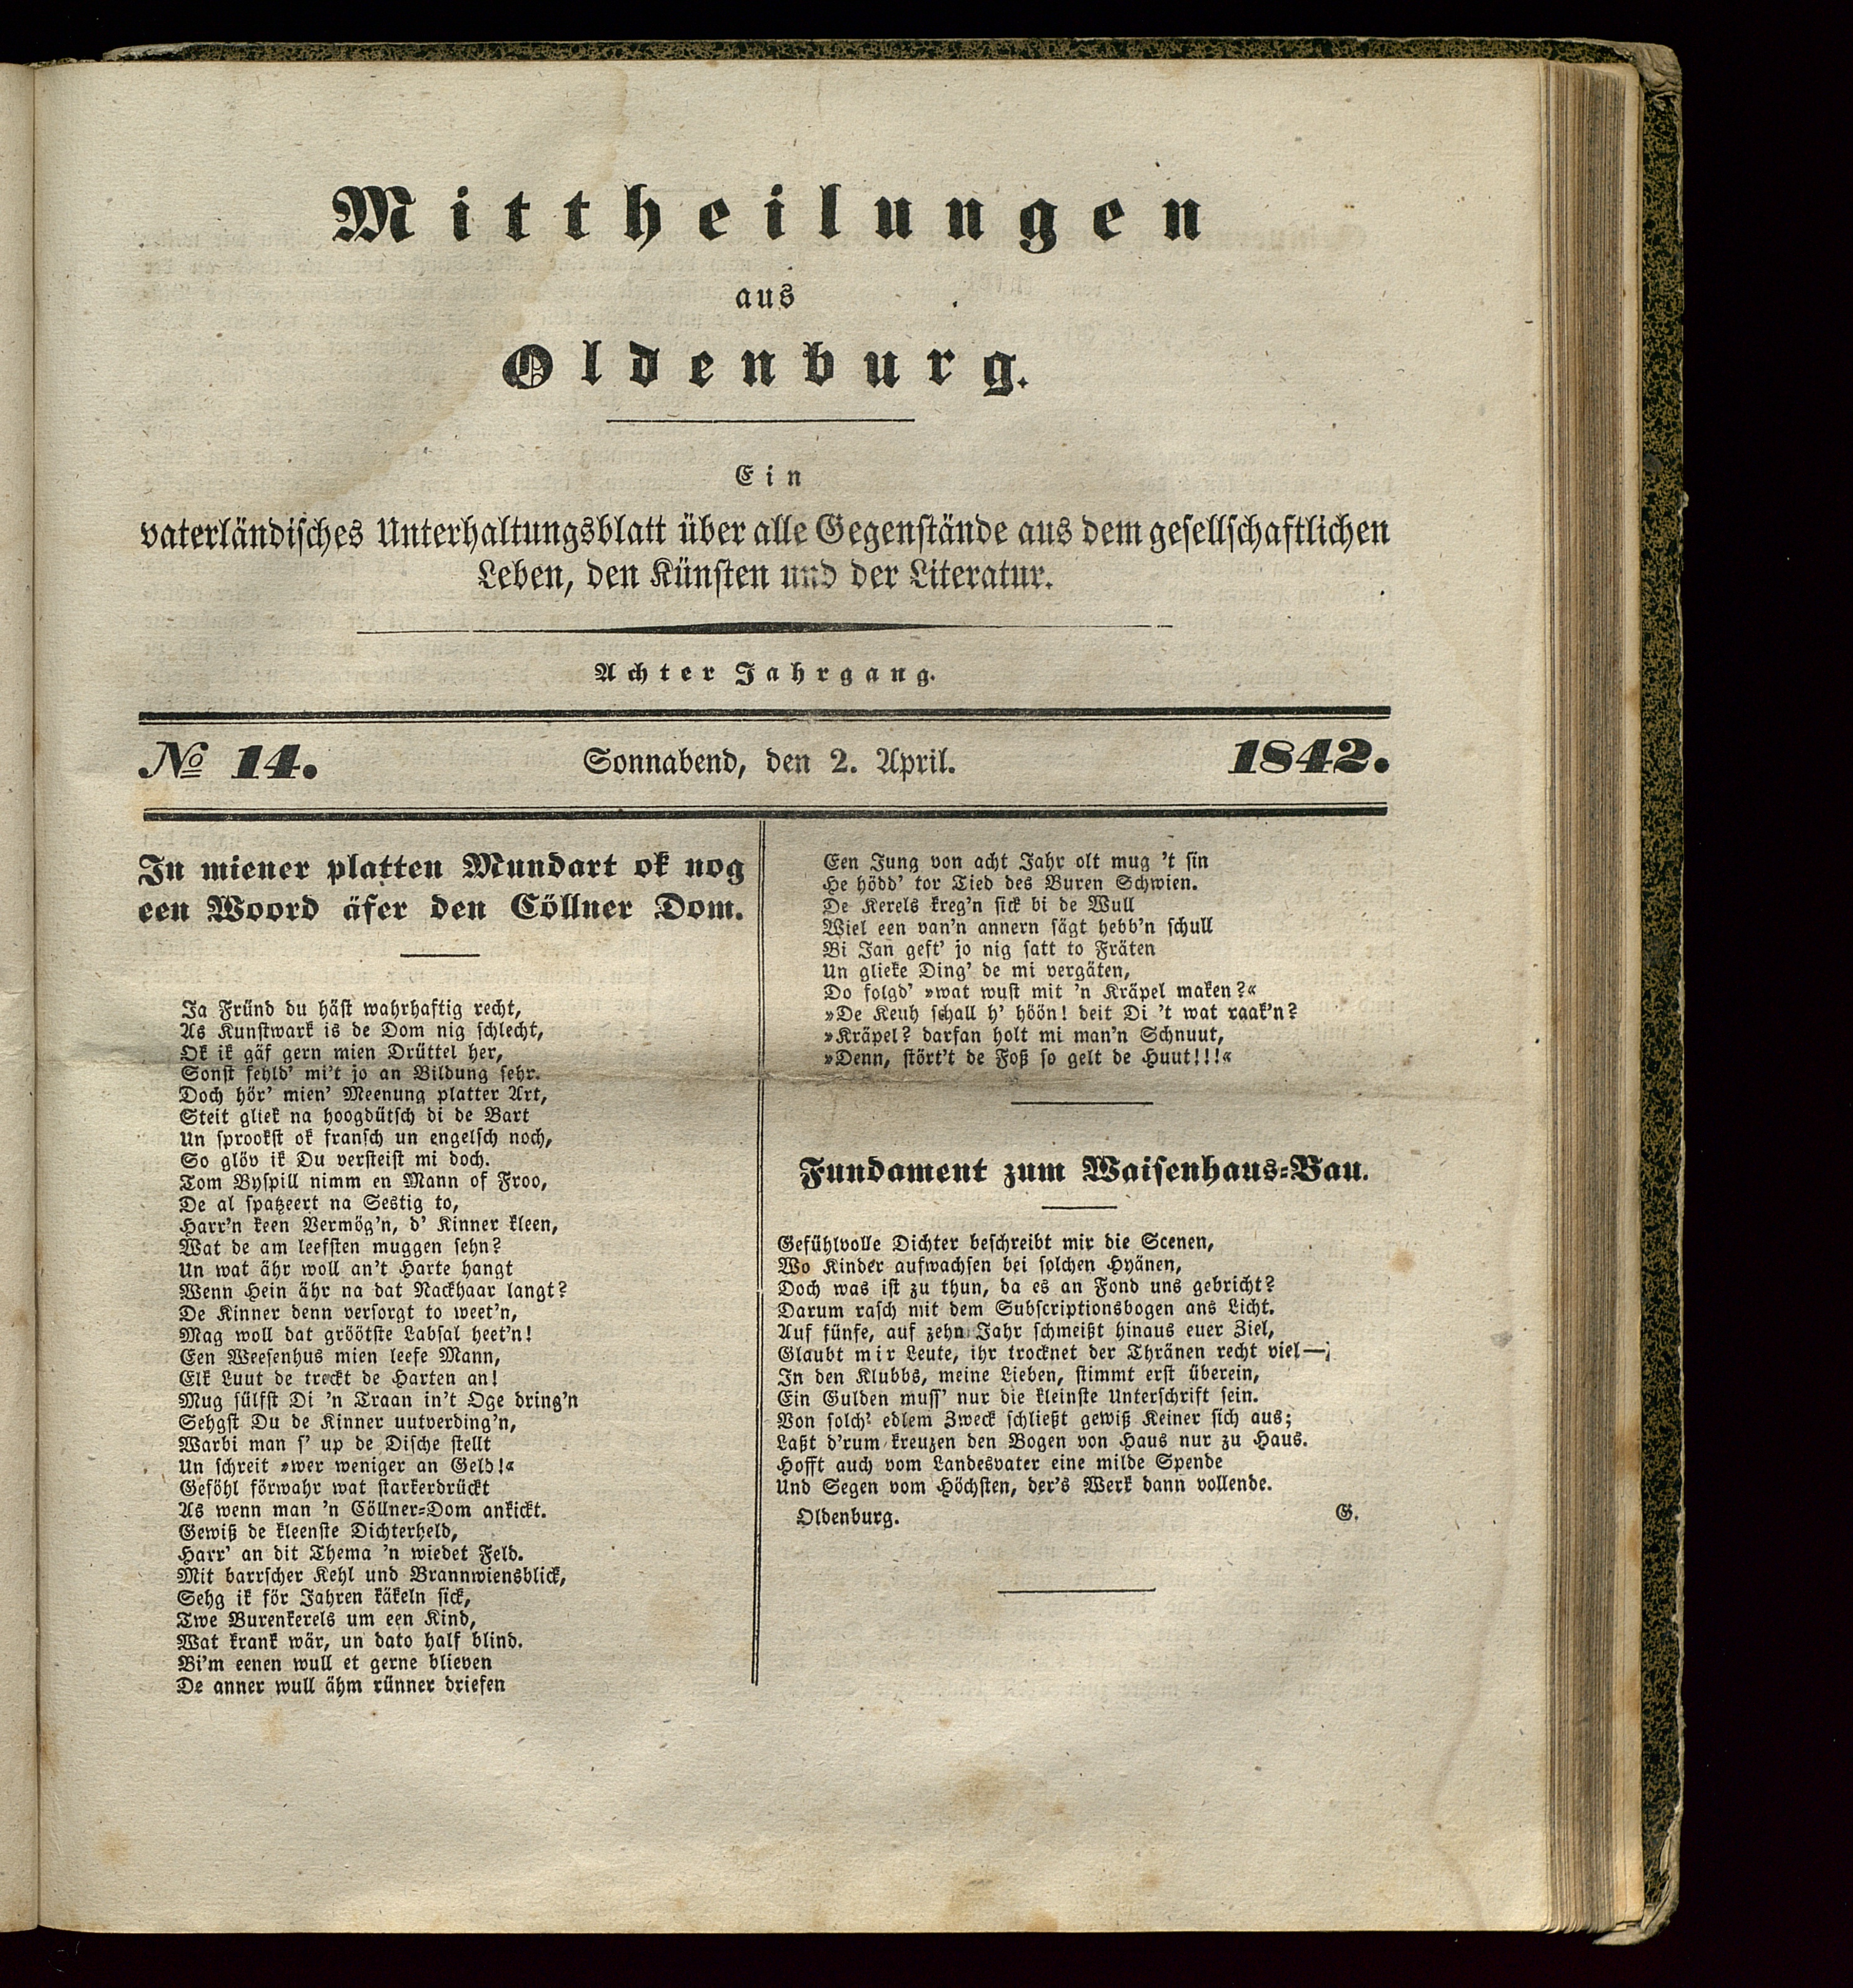 Mittheilungen
aus
Oldenburg.
Ein
vaterländisches Unterhaltungsblatt über alle Gegenstände aus dem gesellschaftlichen
Leben, den Künsten und der Literatur.
Achter Jahrgang.
No 14. Sonnabend, den 2. April. 1842.
In miener platten Mundart ok nog
een Woord äfer den Cöllner Dom.
Ja Fründ du häst wahrhaftig recht,
As Kunstwark is de Dom nig schlecht,
Ok ik gäf gern mien Drüttel her,
Sonst fehld' mi't jo an Bildung sehr.
Doch hör' mien' Meenung platter Art,
Steit gliek na hoogdütsch di de Bart
Un sprookst ok fransch un engelsch noch,
So glöv ik Du versteist mi doch.
Tom Byspill nimm en Mann of Froo,
De al spatzeert na Sestig to,
Harr'n keen Vermög'n, d' Kinner kleen,
Wat de am leefsten muggen sehn?
Un wat ähr woll an't Harte hangt
Wenn Hein ähr na dat Nackhaar langt?
De Kinner denn versorgt to weet'n,
Mag woll dat gröötste Labsal heet'n!
Een Weesenhus mien leefe Mann,
Elk Luut de treckt de Harten an!
Mug sülfst Di 'n Traan in't Oge dring'n
Sehgst Du de Kinner uutverding'n,
Warbi man s' up de Dische stellt
Un schreit »wer weniger an Geld!«
Geföhl förwahr wat starkerdrückt
As wenn man 'n Cöllner-Dom ankickt.
Gewiß de kleenste Dichterheld,
Harr' an dit Thema 'n wiedet Feld.
Mit barrscher Kehl und Brannwiensblick,
Sehg ik för Jahren käkeln sick,
Twe Burenkerels um een Kind,
Wat krank wär, un dato half blind.
Bi'm eenen wull et gerne blieven
De anner wull ähm rünner driefen
Een Jung von acht Jahr olt mug 't sin
He hödd' tor Tied des Buren Schwien.
De Kerels kreg'n sick bi de Wull
Wiel een van'n annern sägt hebb'n schull
Bi Jan geft' jo nig satt to Fräten
Un glieke Ding' de mi vergäten,
Do folgd' »wat wust mit 'n Kräpel maken?«
»De Keuh schall h' höön! deit Di 't wat raak'n?
»Kräpel? darfan holt mi man'n Schnuut,
»Denn, stört't de Foß so gelt de Huut!!!«
Fundament zum Waisenhaus-Bau.
Gefühlvolle Dichter beschreibt mir die Scenen,
Wo Kinder aufwachsen bei solchen Hyänen,
Doch was ist zu thun, da es an Fond uns gebricht?
Darum rasch mit dem Subscriptionsbogen ans Licht.
Auf fünfe, auf zehn Jahr schmeißt hinaus euer Ziel,
Glaubt mir Leute, ihr trocknet der Thränen recht viel—;
In den Klubbs, meine Lieben, stimmt erst überein,
Ein Gulden muss' nur die kleinste Unterschrift sein.
Von solch' edlem Zweck schließt gewiß Keiner sich aus;
Laßt d'rum kreuzen den Bogen von Haus nur zu Haus.
Hofft auch vom Landesvater eine milde Spende
Und Segen vom Höchsten, der's Werk dann vollende.
Oldenburg. G.